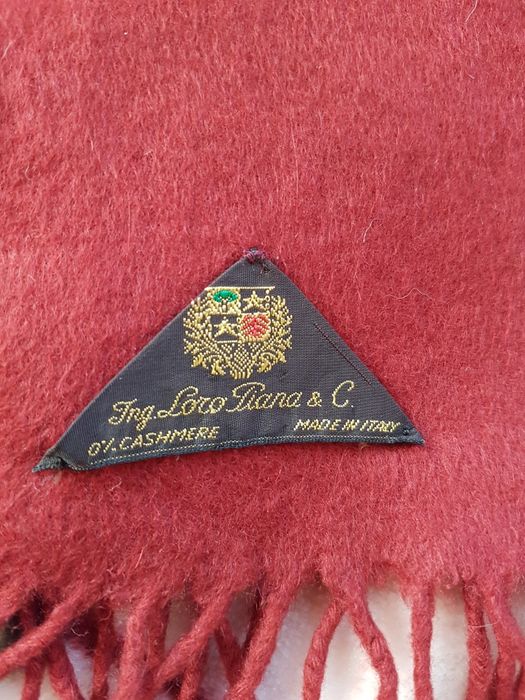 Ing. Loro Piana & C
0% CASHMERE MADE IN ITALY